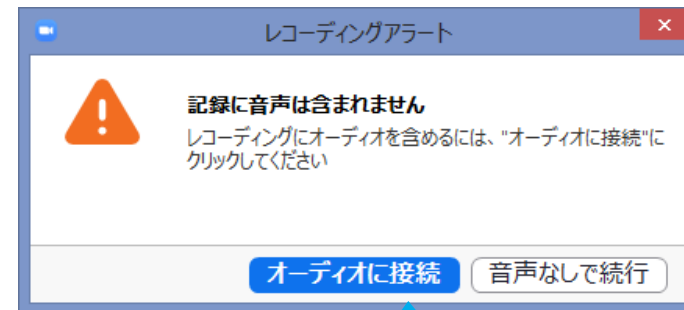 レコーディングアラート
記録に音声は含まれません
レコーディングにオーディオを含めるには、"オーディオに接続"に
クリックしてください
オーディオに接続
音声なしで続行